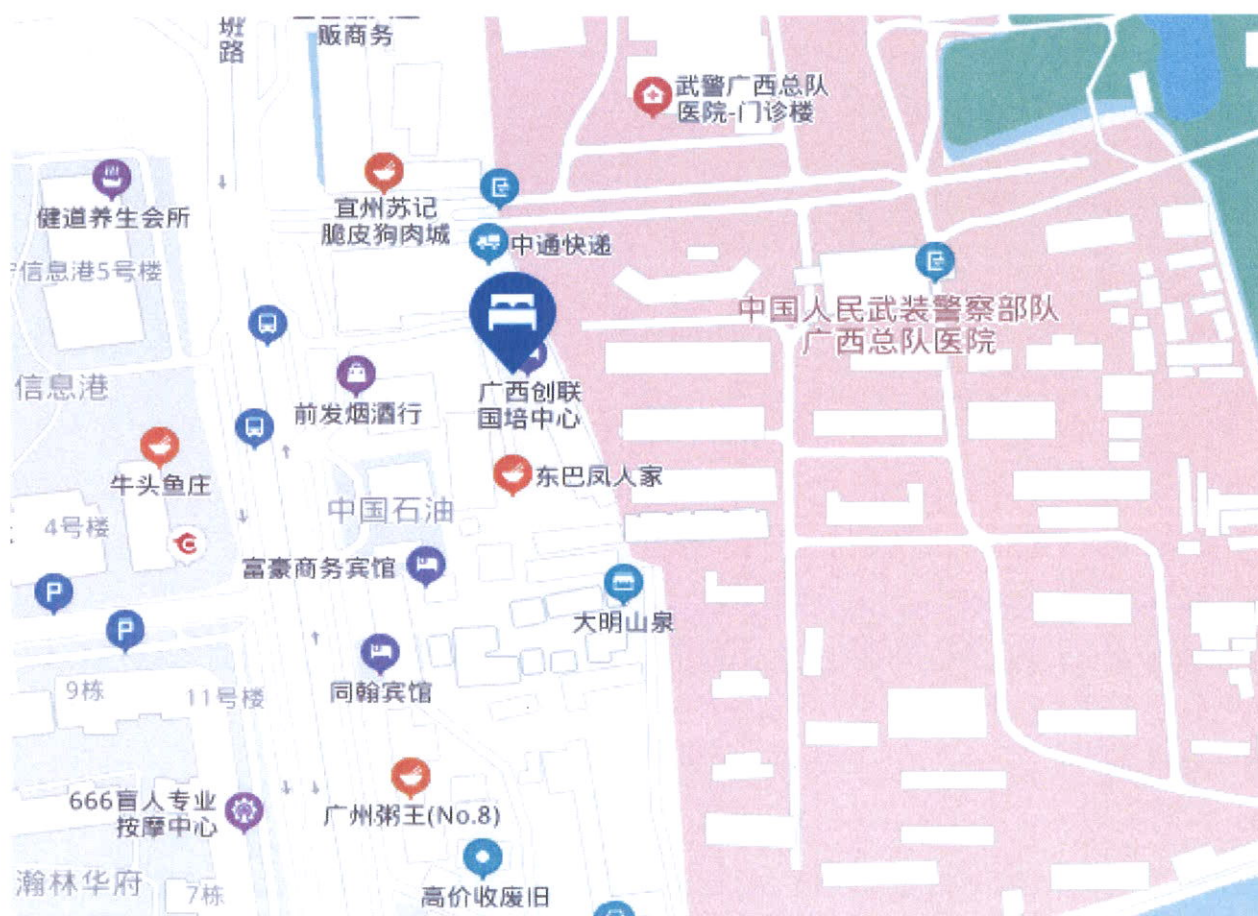 班路
贩商务
武警广西总队
医院-门诊楼
健道养生会所
宜州苏记
脆皮狗肉城
中通快递
信息港5号楼
中国人民武装警察部队
广西总队医院
信息港
前发烟酒行
广西创联
国培中心
牛头鱼庄
东巴凤人家
中国石油
4号楼
富豪商务宾馆
大明山泉
P
P
9栋
11号楼
同翰宾馆
666盲人专业
按摩中心
广州粥王(No.8)
瀚林华府
7栋
高价收废旧